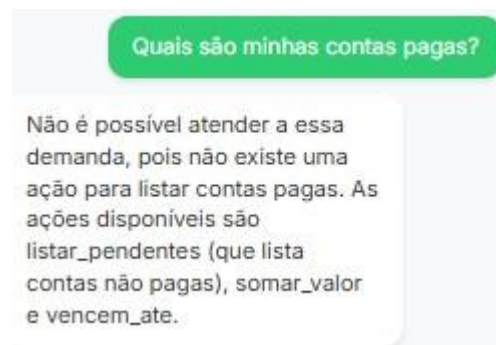 Quais são minhas contas pagas?
Não é possível atender a essa
demanda, pois não existe uma
ação para listar contas pagas. As
ações disponíveis são
listar_pendentes (que lista
contas não pagas), somar_valor
e vencem_ate.